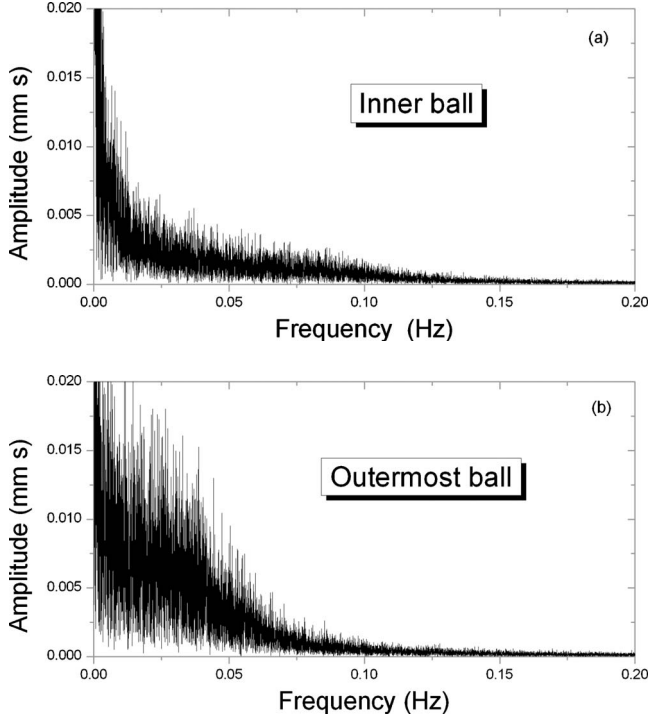 0.020
(a)
Inner ball
0.015
0.010
0.005
0.000
Amplitude (mm s)
0.00 0.05 0.10 0.15 0.20
Frequency (Hz)
0.020
(b)
Outermost ball
0.015
0.010
0.005
0.000
Amplitude (mm s)
0.00 0.05 0.10 0.15 0.20
Frequency (Hz)